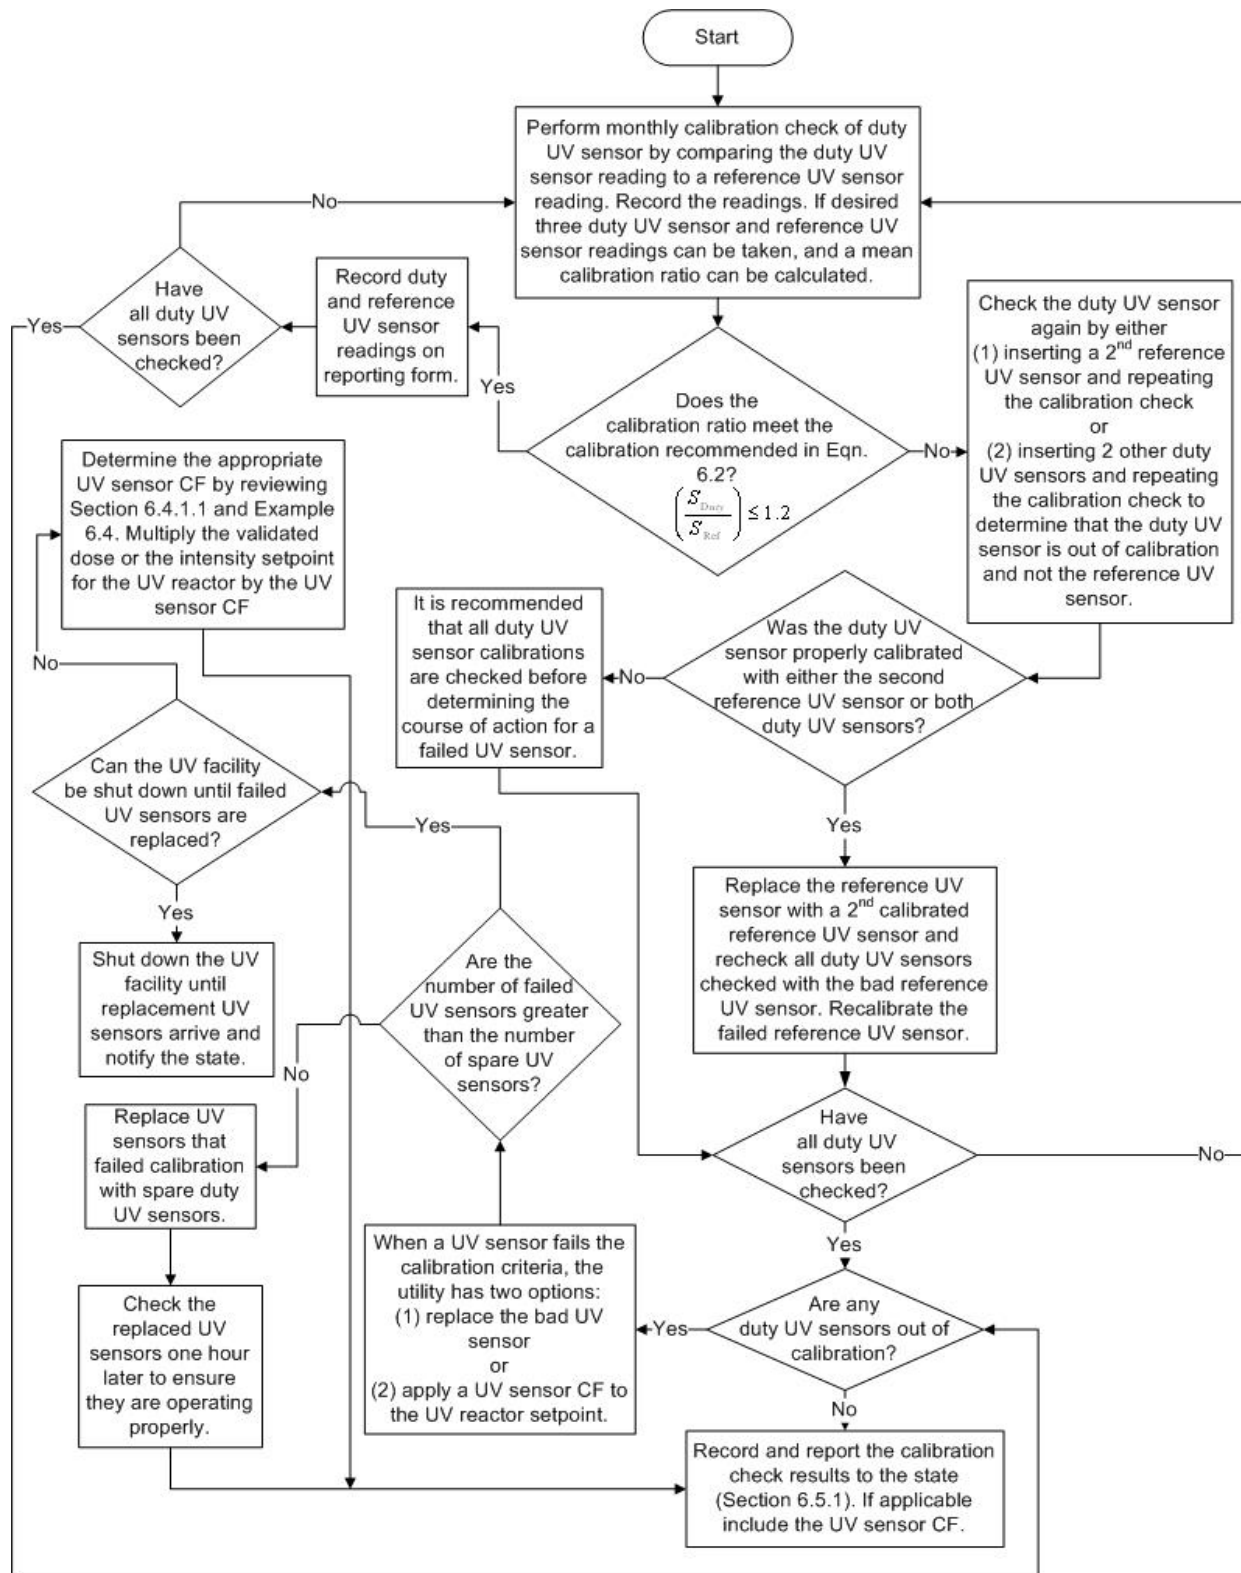 Start
Perform monthly calibration check of duty
UV sensor by comparing the duty UV
sensor reading to a reference UV sensor
reading. Record the readings. If desired
three duty UV sensor and reference UV
sensor readings can be taken, and a mean
calibration ratio can be calculated.
No
Record duty
and reference
UV sensor
readings on
reporting form.
Have
all duty UV
sensors been
checked?
Yes
Yes
Does the
calibration ratio meet the
calibration recommended in Eqn.
6.2?
(S Duty / S Ref) ≤ 1.2
No
Check the duty UV sensor
again by either
(1) inserting a 2nd reference
UV sensor and repeating
the calibration check
or
(2) inserting 2 other duty
UV sensors and repeating
the calibration check to
determine that the duty UV
sensor is out of calibration
and not the reference UV
sensor.
Determine the appropriate
UV sensor CF by reviewing
Section 6.4.1.1 and Example
6.4. Multiply the validated
dose or the intensity setpoint
for the UV reactor by the UV
sensor CF
It is recommended
that all duty UV
sensor calibrations
are checked before
determining the
course of action for a
failed UV sensor.
No
Was the duty UV
sensor properly calibrated
with either the second
reference UV sensor or both
duty UV sensors?
No
Can the UV facility
be shut down until failed
UV sensors are
replaced?
Yes
Yes
Yes
Replace the reference UV
sensor with a 2nd calibrated
reference UV sensor and
recheck all duty UV sensors
checked with the bad reference
UV sensor. Recalibrate the
failed reference UV sensor.
Shut down the UV
facility until
replacement UV
sensors arrive and
notify the state.
Are the
number of failed
UV sensors greater
than the number
of spare UV
sensors?
No
Replace UV
sensors that
failed calibration
with spare duty
UV sensors.
Have
all duty UV
sensors been
checked?
No
Yes
When a UV sensor fails the
calibration criteria, the
utility has two options:
(1) replace the bad UV
sensor
or
(2) apply a UV sensor CF to
the UV reactor setpoint.
Yes
Are any
duty UV sensors out of
calibration?
No
Check the
replaced UV
sensors one hour
later to ensure
they are operating
properly.
Record and report the calibration
check results to the state
(Section 6.5.1). If applicable
include the UV sensor CF.